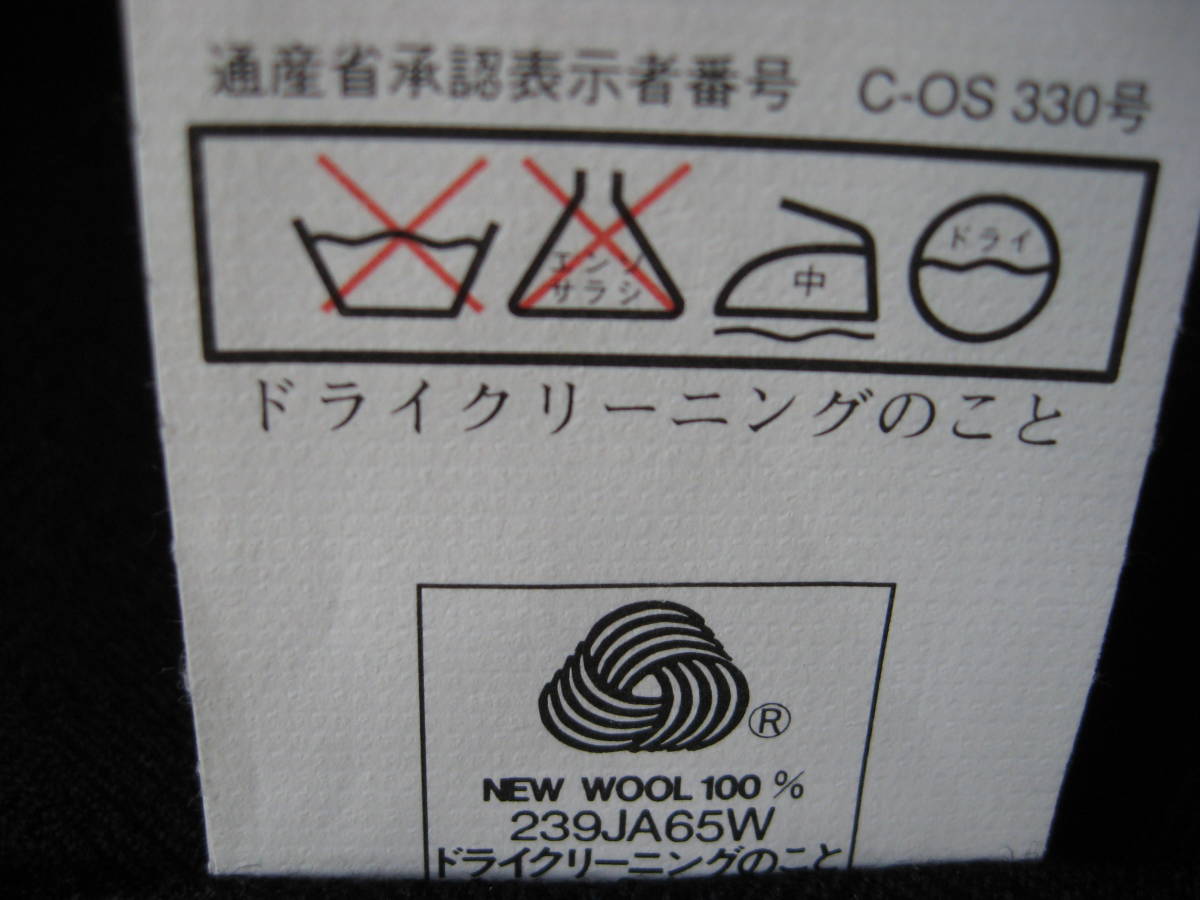 通産省承認表示者番号 C-OS 330号
エンソ
サラシ
中
ドライ
ドライクリーニングのこと
®
NEW WOOL 100 %
239JA65W
ドライクリーニングのこと